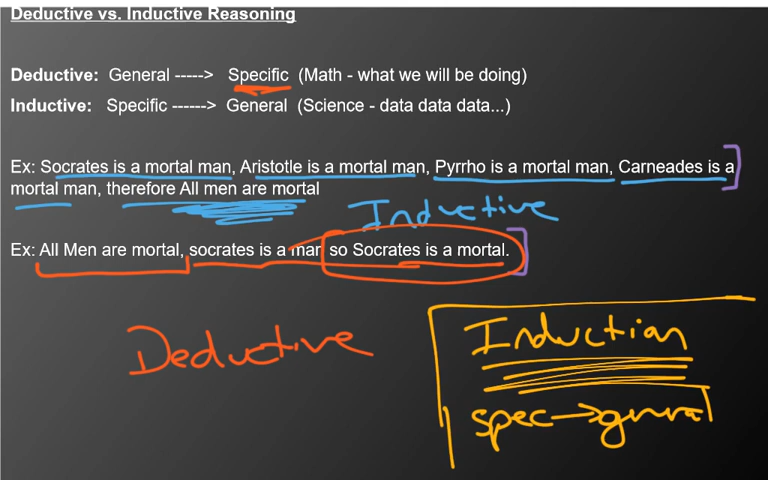 Deductive vs. Inductive Reasoning
Deductive: General -----> Specific (Math - what we will be doing)
Inductive: Specific ------> General (Science - data data data...)
Ex: Socrates is a mortal man, Aristotle is a mortal man, Pyrrho is a mortal man, Carneades is a
mortal man, therefore All men are mortal
Inductive
Ex: All Men are mortal, socrates is a man so Socrates is a mortal.
Deductive
Induction
spec→general